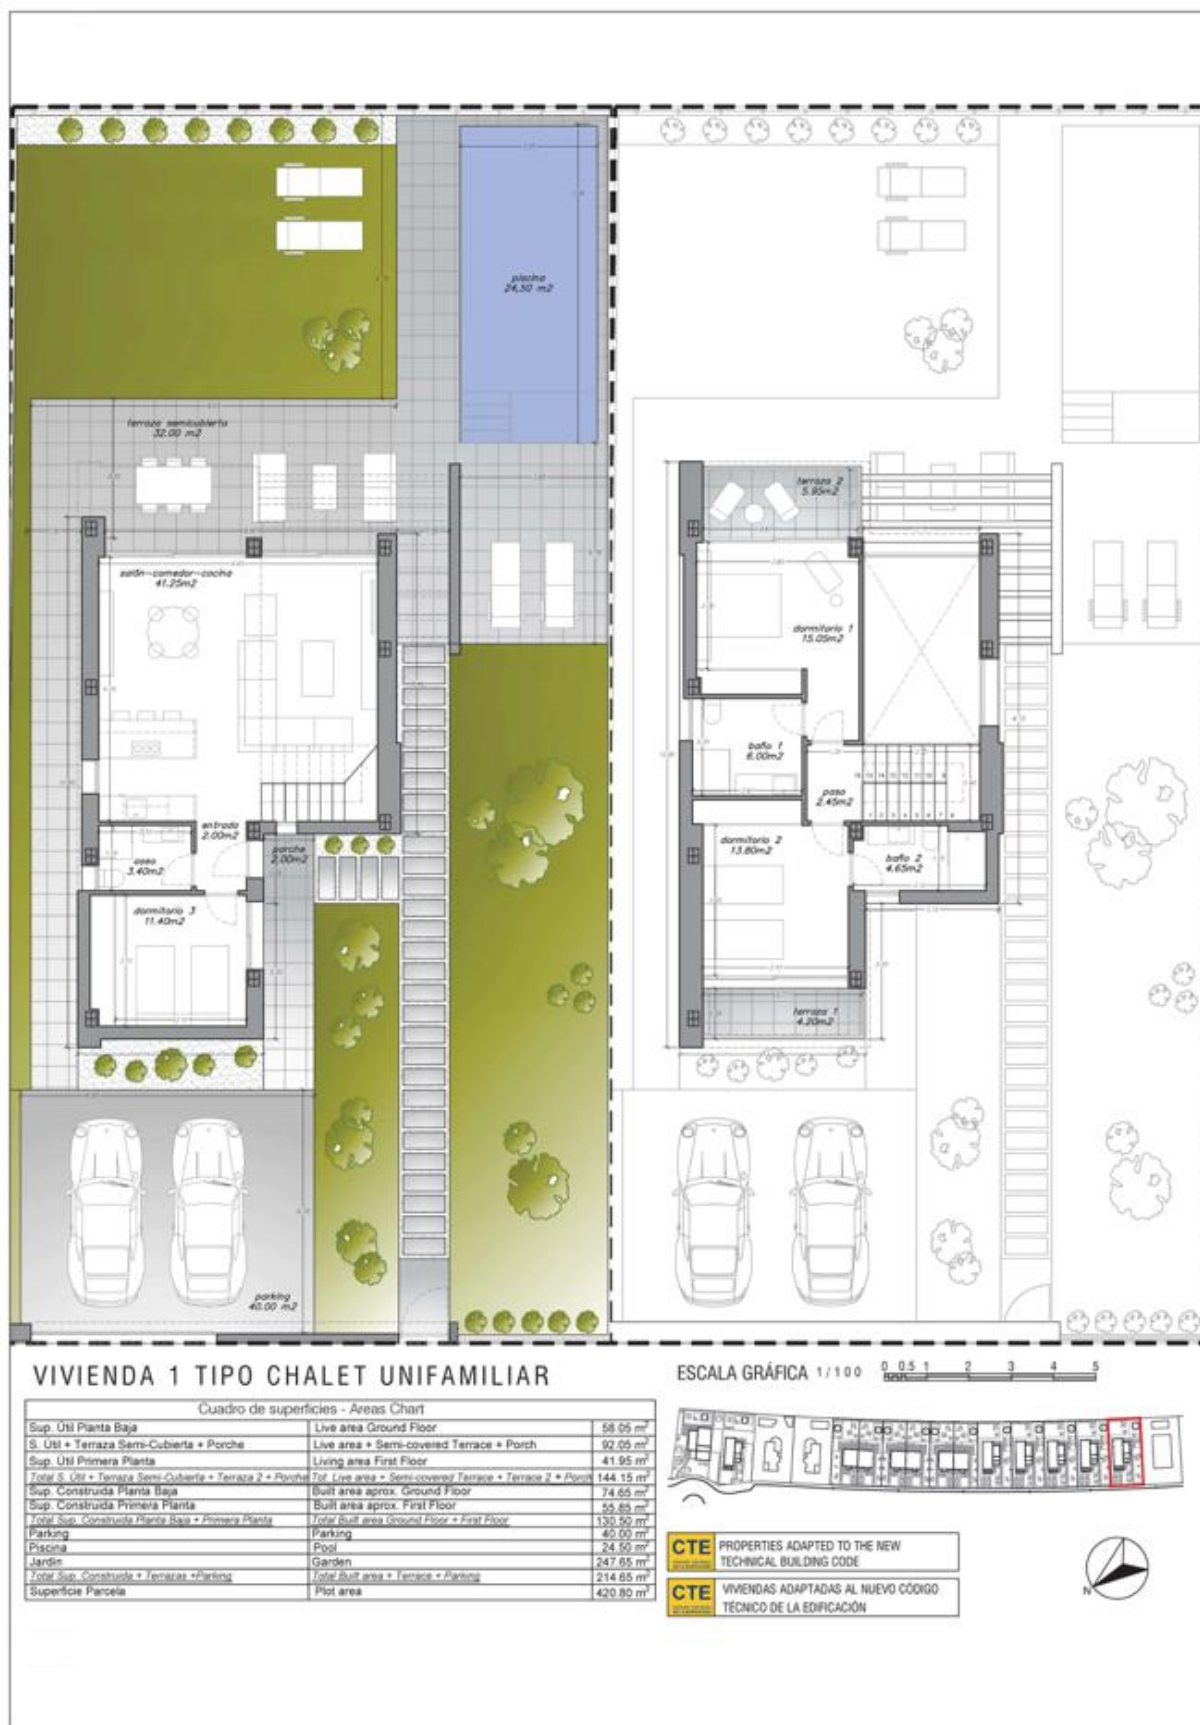 piscina
24,50 m2
terraza semicubierta
32.00 m2
salón-comedor-cocina
41.25m2
entrada
2.00m2
porche
2.00m2
aseo
3.40m2
dormitorio 3
11.40m2
parking
40.00 m2
terraza 2
5.95m2
dormitorio 1
15.05m2
baño 1
6.00m2
paso
2.45m2
dormitorio 2
13.80m2
baño 2
4.65m2
terraza 1
4.20m2
VIVIENDA 1 TIPO CHALET UNIFAMILIAR
ESCALA GRÁFICA 1/100 0 0.5 1 2 3 4 5
Cuadro de superficies - Areas Chart
Sup. Útil Planta Baja Live area Ground Floor 58.05 m²
S. Útil + Terraza Semi-Cubierta + Porche Live area + Semi-covered Terrace + Porch 92.05 m²
Sup. Útil Primera Planta Living area First Floor 41.95 m²
Total S. Útil + Terraza Semi-Cubierta + Terraza 2 + Porche Tot. Live area + Semi-covered Terrace + Terrace 2 + Porch 144.15 m²
Sup. Construida Planta Baja Built area aprox. Ground Floor 74.65 m²
Sup. Construida Primera Planta Built area aprox. First Floor 55.85 m²
Total Sup. Construida Planta Baja + Primera Planta Total Built area Ground Floor + First Floor 130.50 m²
Parking Parking 40.00 m²
Piscina Pool 24.50 m²
Jardín Garden 247.65 m²
Total Sup. Construida + Terrazas +Parking Total Built area + Terrace + Parking 214.65 m²
Superficie Parcela Plot area 420.80 m²
CTE PROPERTIES ADAPTED TO THE NEW
TECHNICAL BUILDING CODE
CTE VIVIENDAS ADAPTADAS AL NUEVO CÓDIGO
TÉCNICO DE LA EDIFICACIÓN
N